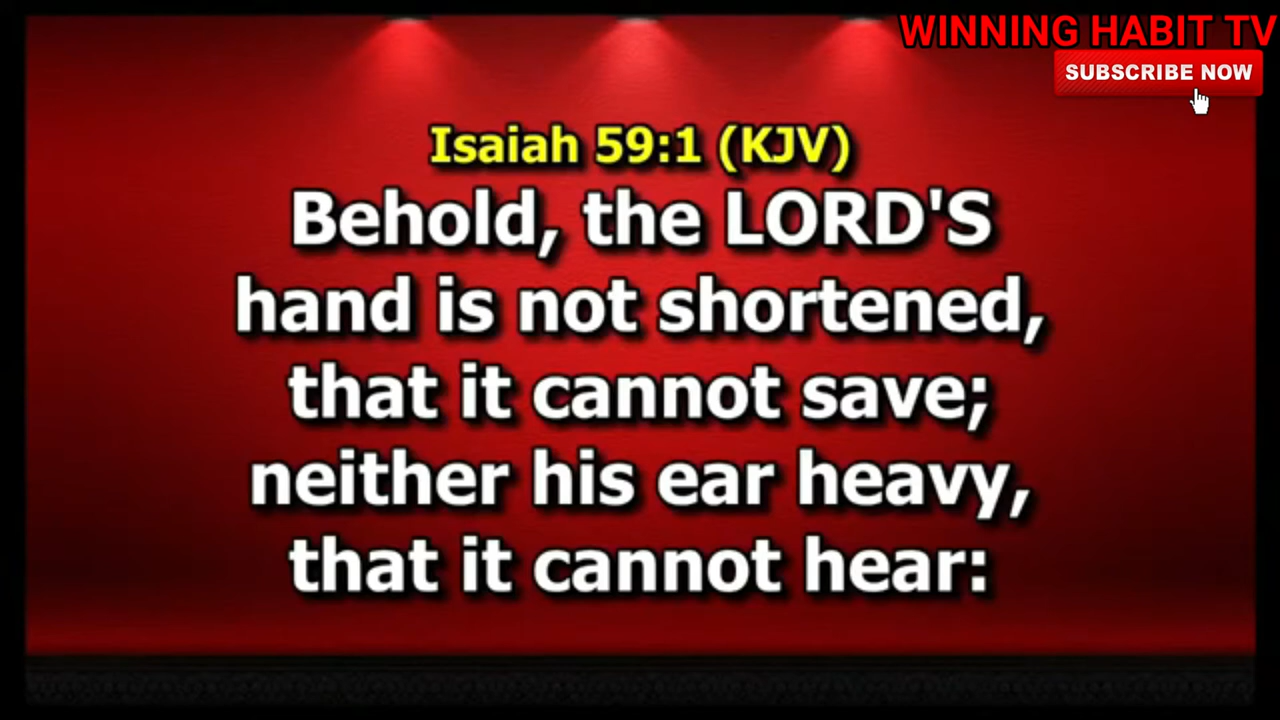 WINNING HABIT TV
SUBSCRIBE NOW
Isaiah 59:1 (KJV)
Behold, the LORD'S
hand is not shortened,
that it cannot save;
neither his ear heavy,
that it cannot hear: